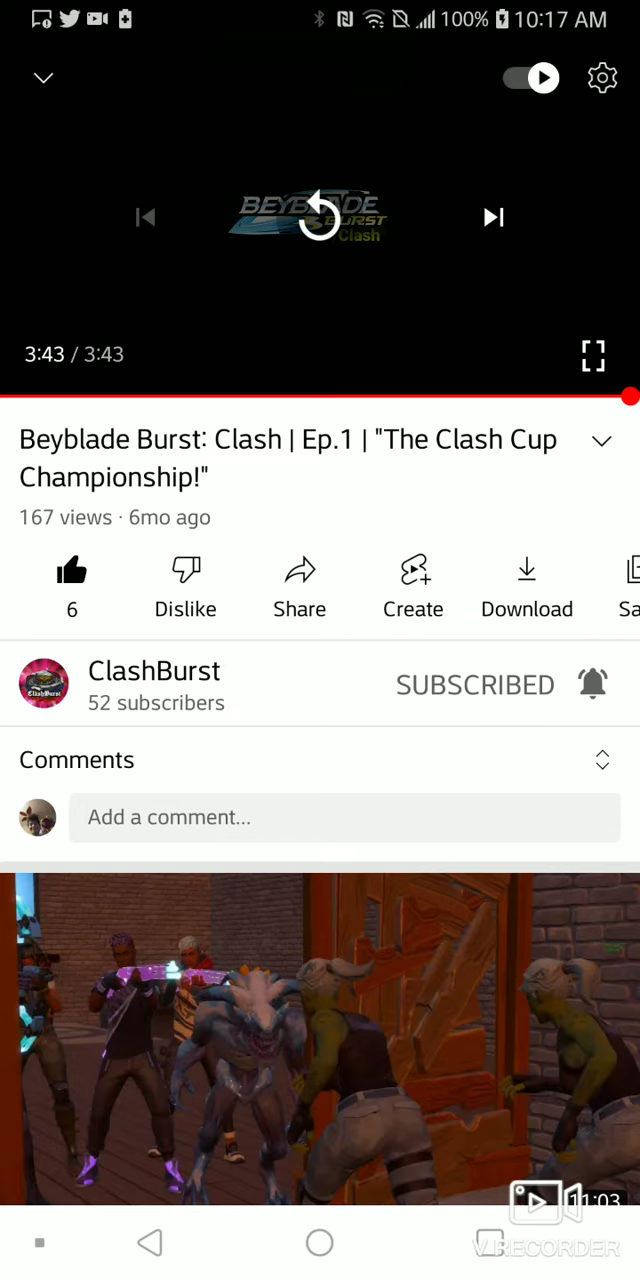 100% 10:17 AM
BEYBLADE
BURST
Clash
3:43 / 3:43
Beyblade Burst: Clash | Ep.1 | "The Clash Cup
Championship!"
167 views · 6mo ago
6 Dislike Share Create Download Sa
ClashBurst
52 subscribers
SUBSCRIBED
Comments
Add a comment...
11:03
V RECORDER